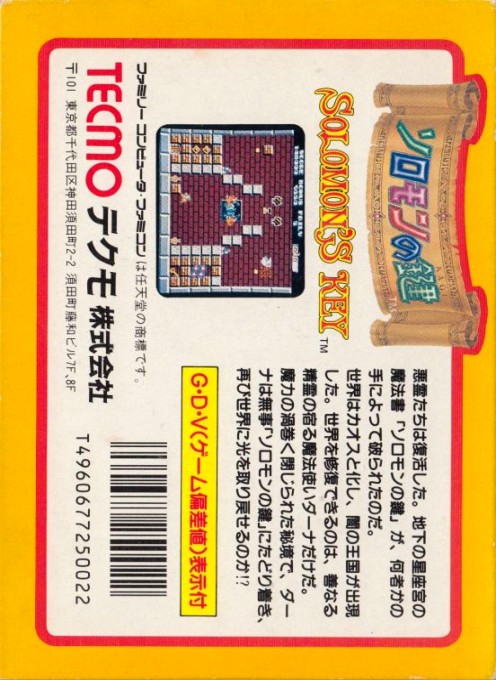 ソロモンの鍵
SOLOMON'S KEY™
悪霊たちは復活した。地下の星座宮の
魔法書「ソロモンの鍵」が、何者かの
手によって破られたのだ。
世界はカオスと化し、闇の王国が出現
した。世界を修復できるのは、善なる
精霊の宿る魔法使いダーナだけだ。
魔力の渦巻く閉じられた秘境で、ダー
ナは無事「ソロモンの鍵」にたどり着き、
再び世界に光を取り戻せるのか!?
G・D・V(ゲーム偏差値)表示付
ファミリーコンピュータ・ファミコンは任天堂の商標です。
TECMO テクモ株式会社
〒101 東京都千代田区神田須田町2-2 須田町藤和ビル7F、8F
T4960677250022